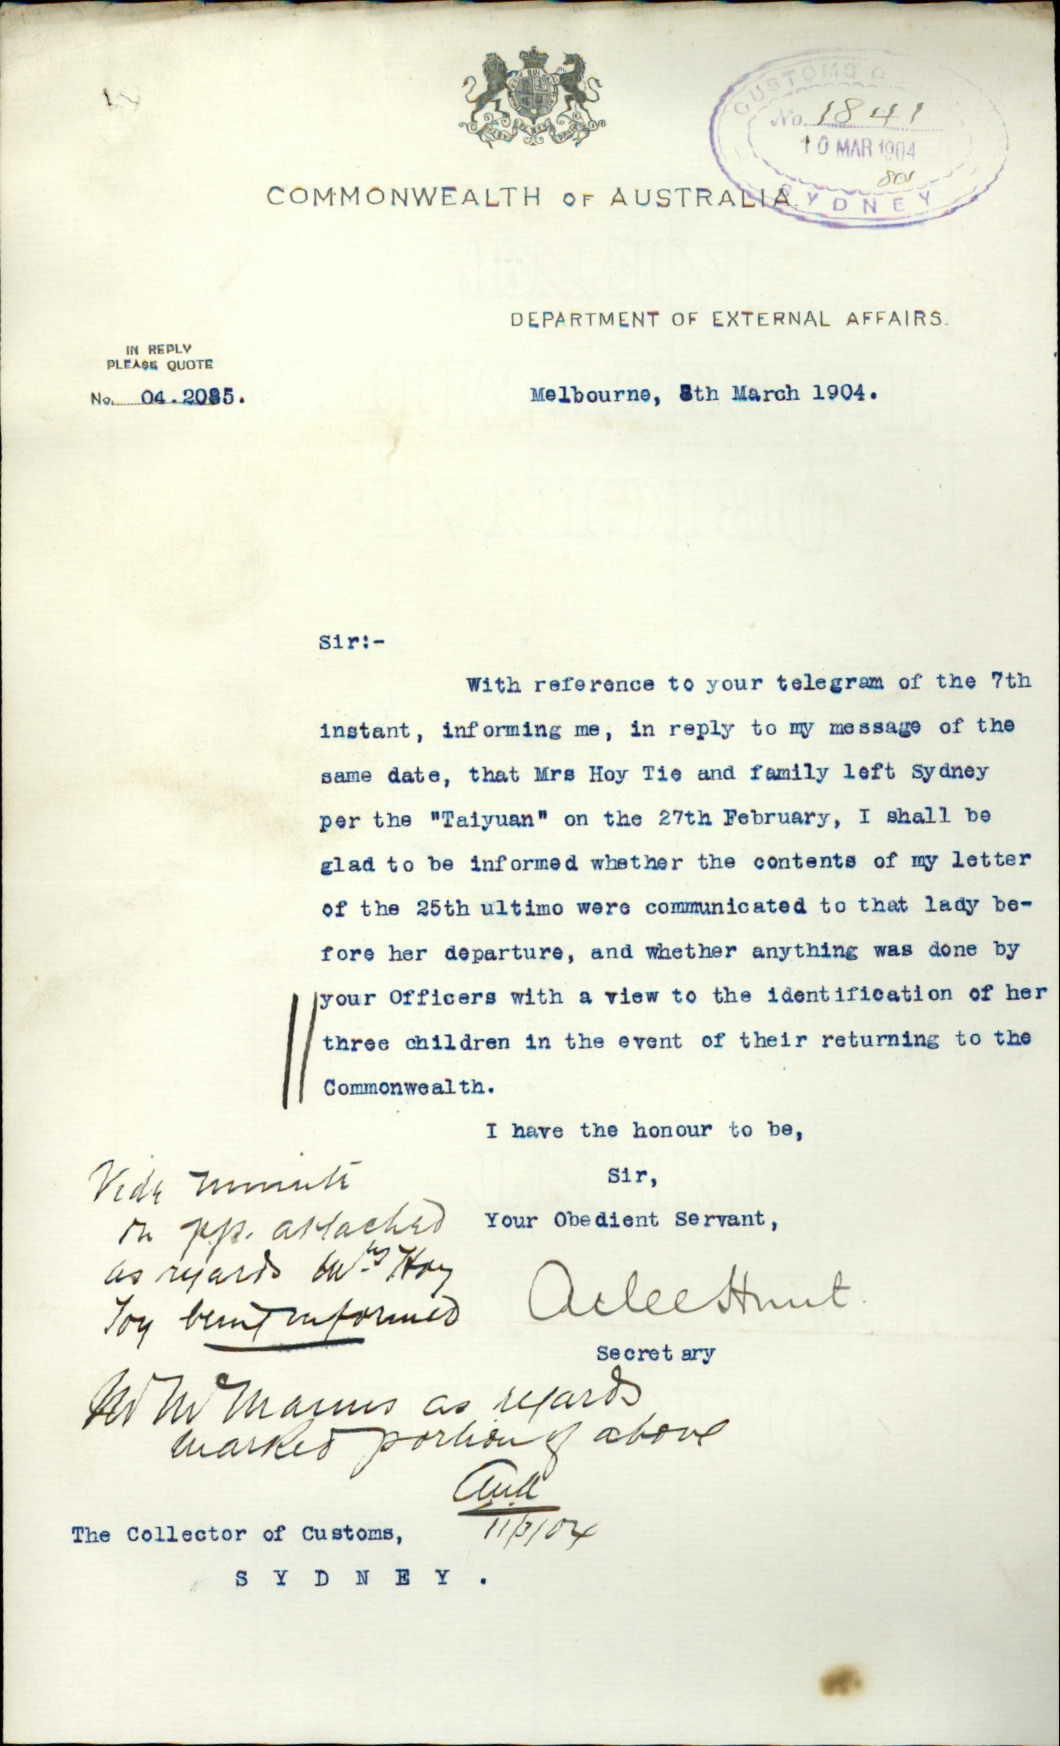 CUSTOMS
No. 1841
10 MAR 1904
SYDNEY
COMMONWEALTH OF AUSTRALIA.
DEPARTMENT OF EXTERNAL AFFAIRS.
IN REPLY
PLEASE QUOTE
No. 04.2085.
Melbourne, 8th March 1904.
Sir:-
With reference to your telegram of the 7th
instant, informing me, in reply to my message of the
same date, that Mrs Hoy Tie and family left Sydney
per the "Taiyuan" on the 27th February, I shall be
glad to be informed whether the contents of my letter
of the 25th ultimo were communicated to that lady be-
fore her departure, and whether anything was done by
your Officers with a view to the identification of her
three children in the event of their returning to the
Commonwealth.
I have the honour to be,
Sir,
Your Obedient Servant,
Atlee Hunt
Secretary
Vide minute
on pp. attached
as regards Mrs Hoy
Toy being informed
Mr McManus as regards
marked portion of above
11/3/04
The Collector of Customs,
S Y D N E Y .